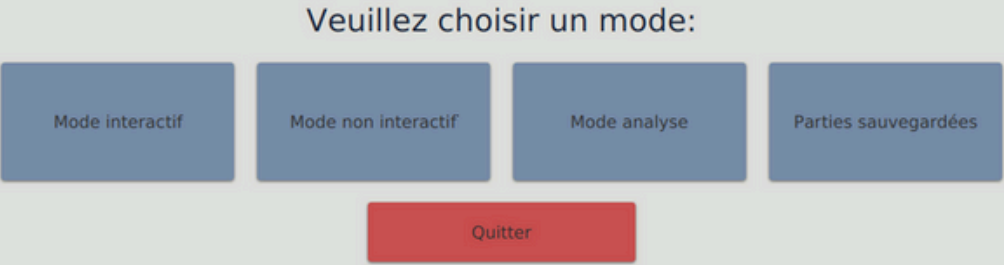 Veuillez choisir un mode:
Mode interactif
Mode non interactif
Mode analyse
Parties sauvegardées
Quitter